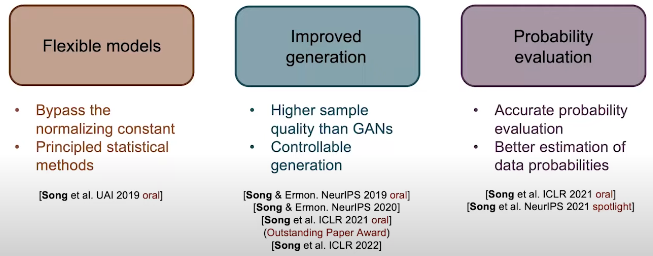 Flexible models
• Bypass the
normalizing constant
• Principled statistical
methods
[Song et al. UAI 2019 oral]
Improved
generation
• Higher sample
quality than GANs
• Controllable
generation
[Song & Ermon. NeurIPS 2019 oral]
[Song & Ermon. NeurIPS 2020]
[Song et al. ICLR 2021 oral]
(Outstanding Paper Award)
[Song et al. ICLR 2022]
Probability
evaluation
• Accurate probability
evaluation
• Better estimation of
data probabilities
[Song et al. ICLR 2021 oral]
[Song et al. NeurIPS 2021 spotlight]